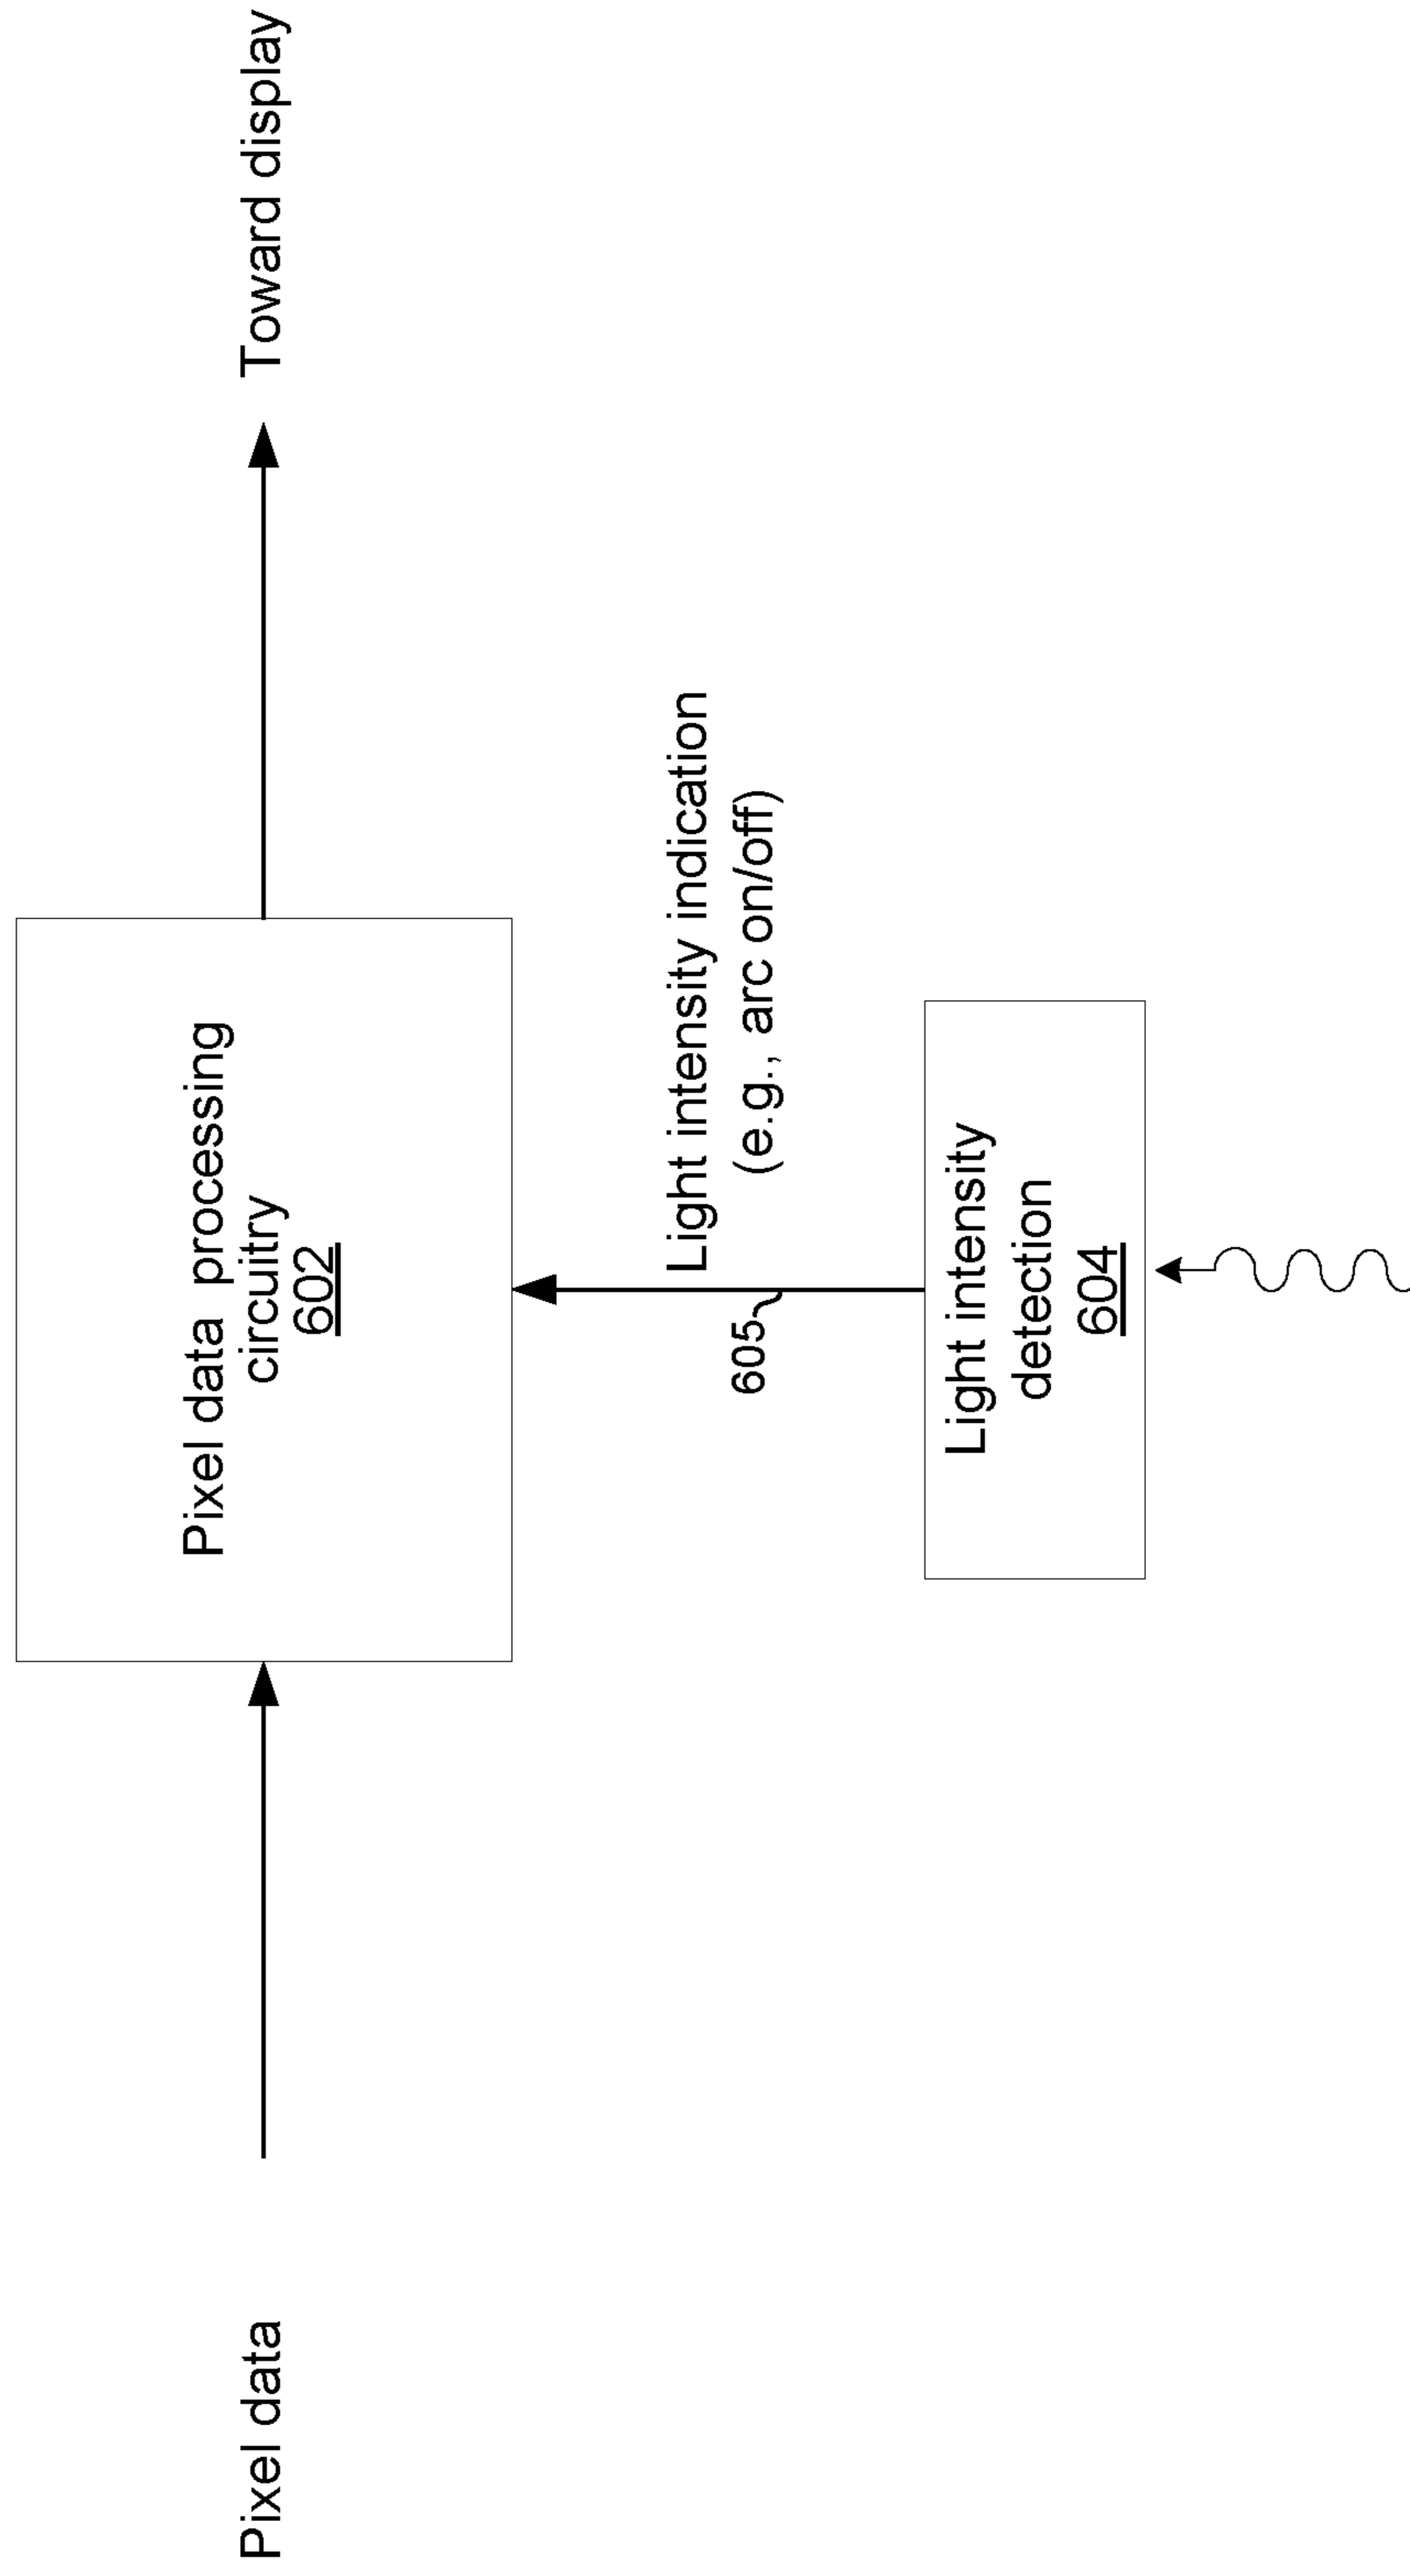 Pixel data
Pixel data processing
circuitry
602
Toward display
605
Light intensity indication
(e.g., arc on/off)
Light intensity
detection
604